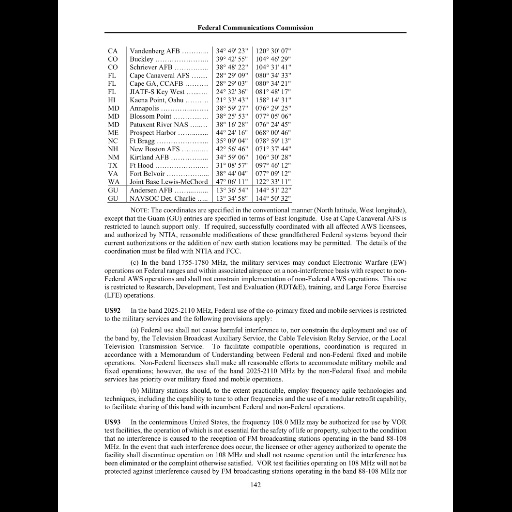 Federal Communications Commission
CA Vandenberg AFB ............ 34° 49' 23" 120° 30' 07"
CO Buckley ........................ 39° 42' 55" 104° 46' 29"
CO Schriever AFB ............... 38° 48' 22" 104° 31' 41"
FL Cape Canaveral AFS ....... 28° 29' 09" 080° 34' 33"
FL Cape GA, CCAFB ........... 28° 29' 03" 080° 34' 21"
FL JIATF-S Key West ......... 24° 32' 36" 081° 48' 17"
HI Kaena Point, Oahu .......... 21° 33' 43" 158° 14' 31"
MD Annapolis ..................... 38° 59' 27" 076° 29' 25"
MD Blossom Point ............... 38° 25' 53" 077° 05' 06"
MD Patuxent River NAS ....... 38° 16' 28" 076° 24' 45"
ME Prospect Harbor ............. 44° 24' 16" 068° 00' 46"
NC Ft Bragg ........................ 35° 09' 04" 078° 59' 13"
NH New Boston AFS ............ 42° 56' 46" 071° 37' 44"
NM Kirtland AFB ................. 34° 59' 06" 106° 30' 28"
TX Ft Hood ......................... 31° 08' 57" 097° 46' 12"
VA Fort Belvoir ................... 38° 44' 04" 077° 09' 12"
WA Joint Base Lewis-McChord 47° 06' 11" 122° 33' 11"
GU Andersen AFB ............... 13° 36' 54" 144° 51' 22"
GU NAVSOC Det. Charlie ..... 13° 34' 58" 144° 50' 32"
NOTE: The coordinates are specified in the conventional manner (North latitude, West longitude),
except that the Guam (GU) entries are specified in terms of East longitude. Use at Cape Canaveral AFS is
restricted to launch support only. If required, successfully coordinated with all affected AWS licensees,
and authorized by NTIA, reasonable modifications of these grandfathered Federal systems beyond their
current authorizations or the addition of new earth station locations may be permitted. The details of the
coordination must be filed with NTIA and FCC.
(c) In the band 1755-1780 MHz, the military services may conduct Electronic Warfare (EW)
operations on Federal ranges and within associated airspace on a non-interference basis with respect to non-
Federal AWS operations and shall not constrain implementation of non-Federal AWS operations. This use
is restricted to Research, Development, Test and Evaluation (RDT&E), training, and Large Force Exercise
(LFE) operations.
US92 In the band 2025-2110 MHz, Federal use of the co-primary fixed and mobile services is restricted
to the military services and the following provisions apply:
(a) Federal use shall not cause harmful interference to, nor constrain the deployment and use of
the band by, the Television Broadcast Auxiliary Service, the Cable Television Relay Service, or the Local
Television Transmission Service. To facilitate compatible operations, coordination is required in
accordance with a Memorandum of Understanding between Federal and non-Federal fixed and mobile
operations. Non-Federal licensees shall make all reasonable efforts to accommodate military mobile and
fixed operations; however, the use of the band 2025-2110 MHz by the non-Federal fixed and mobile
services has priority over military fixed and mobile operations.
(b) Military stations should, to the extent practicable, employ frequency agile technologies and
techniques, including the capability to tune to other frequencies and the use of a modular retrofit capability,
to facilitate sharing of this band with incumbent Federal and non-Federal operations.
US93 In the conterminous United States, the frequency 108.0 MHz may be authorized for use by VOR
test facilities, the operation of which is not essential for the safety of life or property, subject to the condition
that no interference is caused to the reception of FM broadcasting stations operating in the band 88-108
MHz. In the event that such interference does occur, the licensee or other agency authorized to operate the
facility shall discontinue operation on 108 MHz and shall not resume operation until the interference has
been eliminated or the complaint otherwise satisfied. VOR test facilities operating on 108 MHz will not be
protected against interference caused by FM broadcasting stations operating in the band 88-108 MHz nor
142